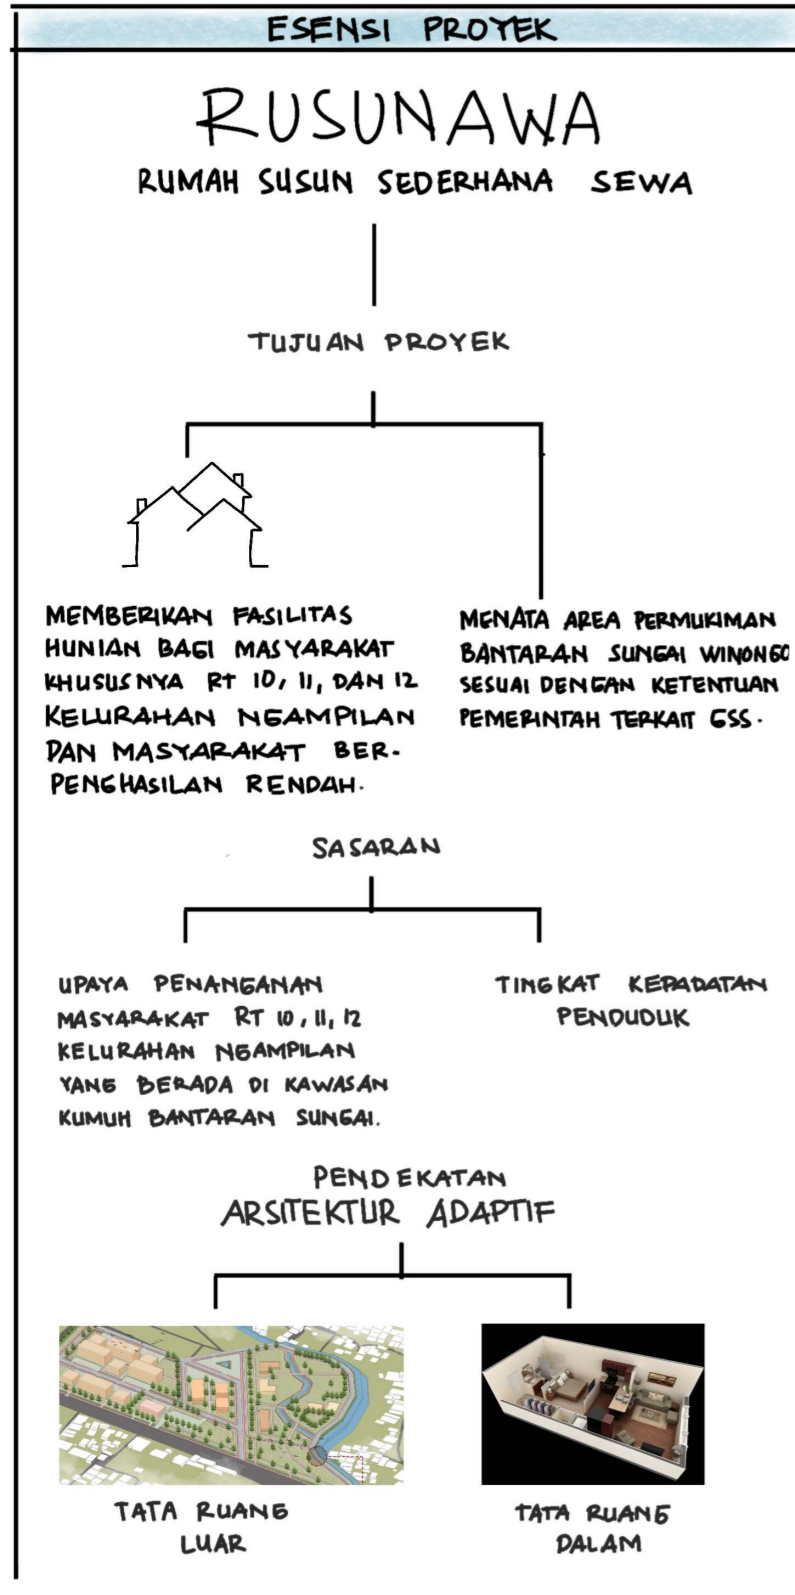 ESENSI PROYEK
RUSUNAWA
RUMAH SUSUN SEDERHANA SEWA
TUJUAN PROYEK
MEMBERIKAN FASILITAS
HUNIAN BAGI MASYARAKAT
KHUSUSNYA RT 10, 11, DAN 12
KELURAHAN NGAMPILAN
DAN MASYARAKAT BER-
PENGHASILAN RENDAH.
MENATA AREA PERMUKIMAN
BANTARAN SUNGAI WINONGO
SESUAI DENGAN KETENTUAN
PEMERINTAH TERKAIT GSS.
SASARAN
UPAYA PENANGANAN
MASYARAKAT RT 10, 11, 12
KELURAHAN NGAMPILAN
YANG BERADA DI KAWASAN
KUMUH BANTARAN SUNGAI.
TINGKAT KEPADATAN
PENDUDUK
PENDEKATAN
ARSITEKTUR ADAPTIF
TATA RUANG
LUAR
TATA RUANG
DALAM